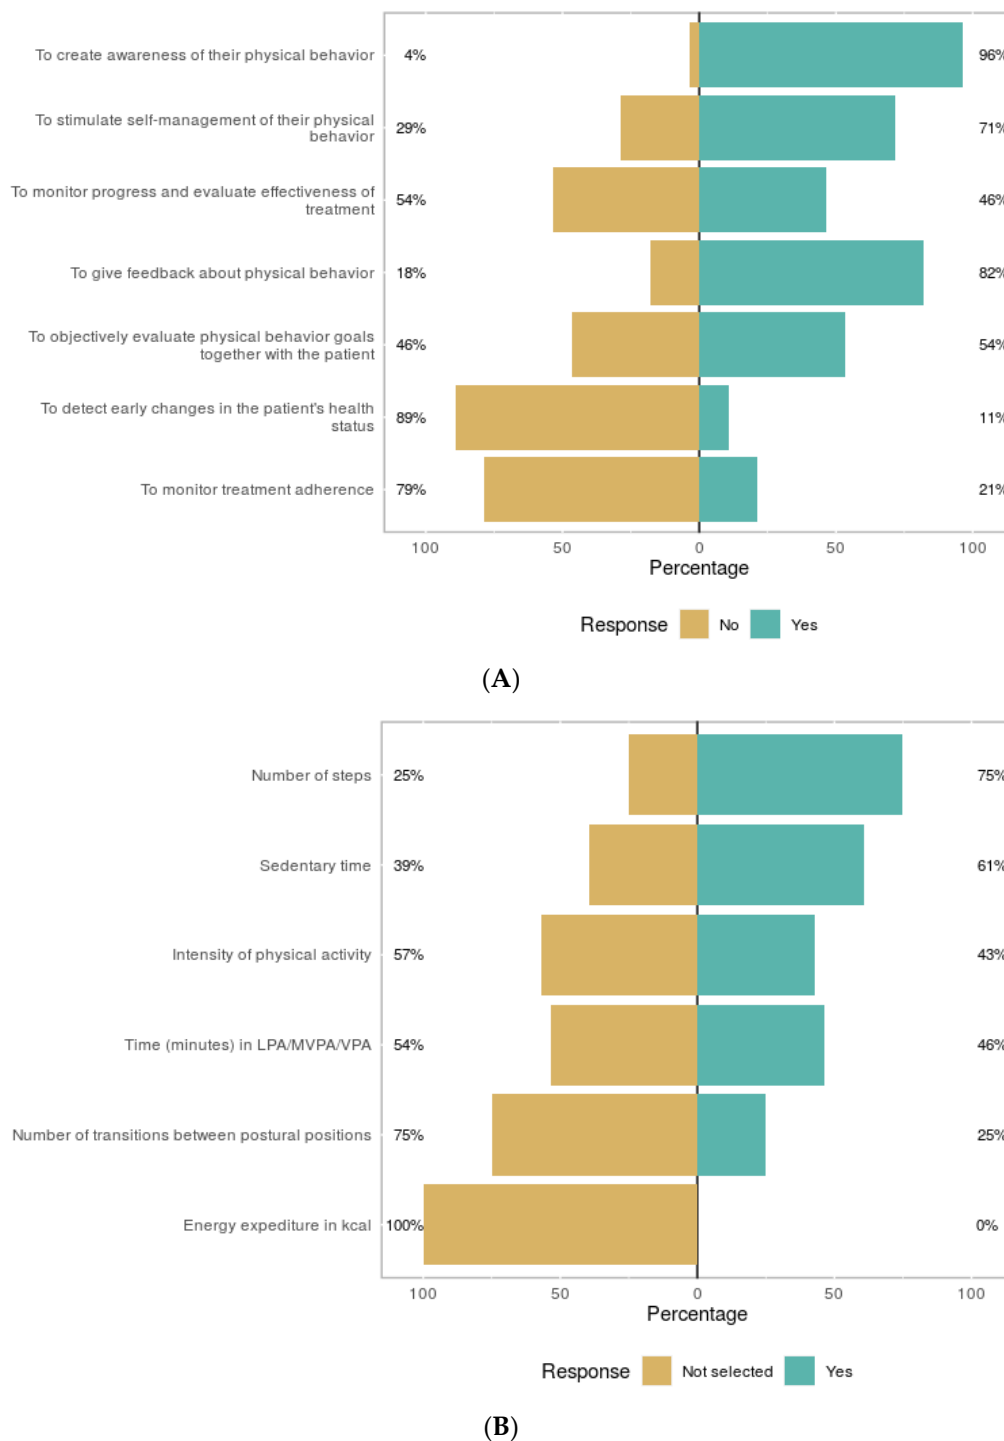 To create awareness of their physical behavior 4% 96%
To stimulate self-management of their physical
behavior 29% 71%
To monitor progress and evaluate effectiveness of
treatment 54% 46%
To give feedback about physical behavior 18% 82%
To objectively evaluate physical behavior goals
together with the patient 46% 54%
To detect early changes in the patient's health
status 89% 11%
To monitor treatment adherence 79% 21%
100 50 0 50 100
Percentage
Response No Yes
(A)
Number of steps 25% 75%
Sedentary time 39% 61%
Intensity of physical activity 57% 43%
Time (minutes) in LPA/MVPA/VPA 54% 46%
Number of transitions between postural positions 75% 25%
Energy expediture in kcal 100% 0%
100 50 0 50 100
Percentage
Response Not selected Yes
(B)